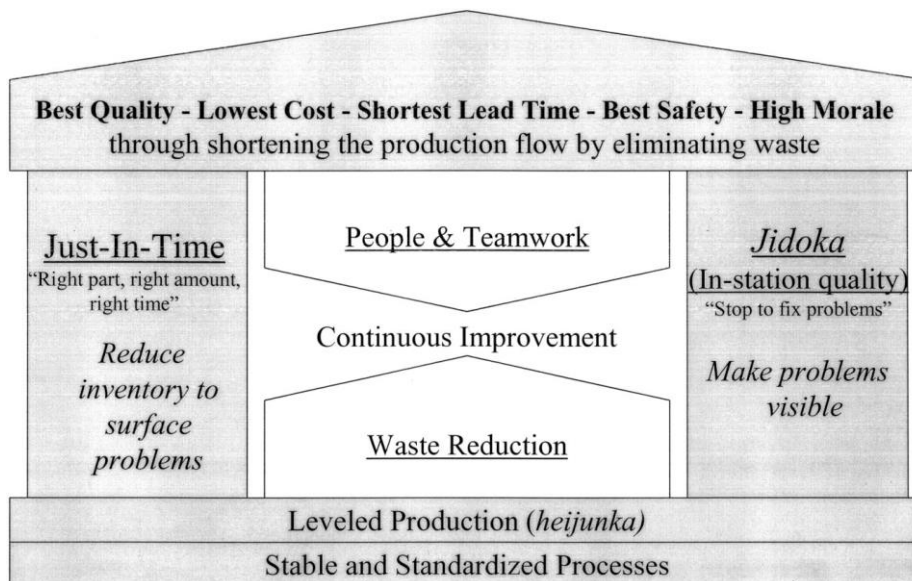 Best Quality - Lowest Cost - Shortest Lead Time - Best Safety - High Morale
through shortening the production flow by eliminating waste
Just-In-Time
“Right part, right amount,
right time”
Reduce
inventory to
surface
problems
People & Teamwork
Continuous Improvement
Waste Reduction
Jidoka
(In-station quality)
“Stop to fix problems”
Make problems
visible
Leveled Production (heijunka)
Stable and Standardized Processes